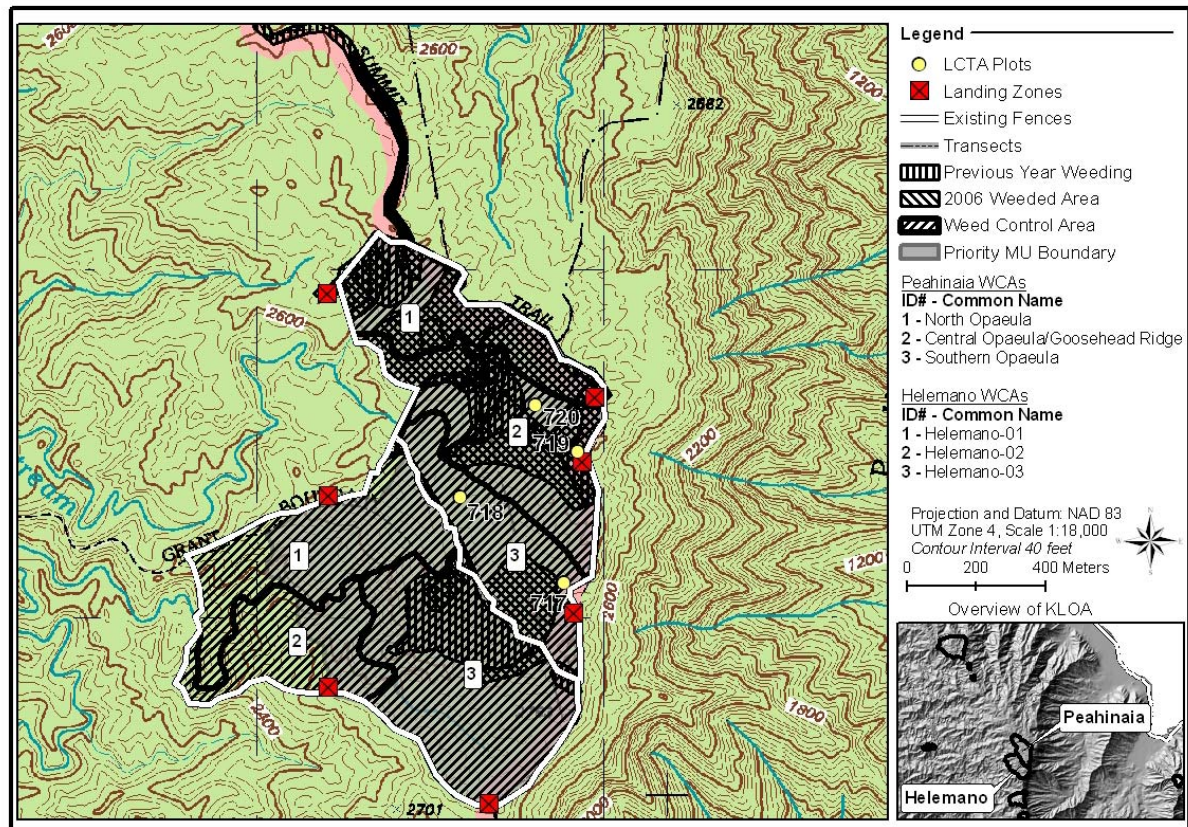 2600
SUMMIT
2600
2682
1200
2600
TRAIL
1
2
720
719
2200
718
GRANT
1
3
717
2600
1200
2
3
2400
1800
2701
Legend
LCTA Plots
Landing Zones
Existing Fences
Transects
Previous Year Weeding
2006 Weeded Area
Weed Control Area
Priority MU Boundary
Peahinaia WCAs
ID# - Common Name
1 - North Opaeula
2 - Central Opaeula/Goosehead Ridge
3 - Southern Opaeula
Helemano WCAs
ID# - Common Name
1 - Helemano-01
2 - Helemano-02
3 - Helemano-03
Projection and Datum: NAD 83
UTM Zone 4, Scale 1:18,000
Contour Interval 40 feet
0 200 400 Meters
Overview of KLOA
Peahinaia
Helemano